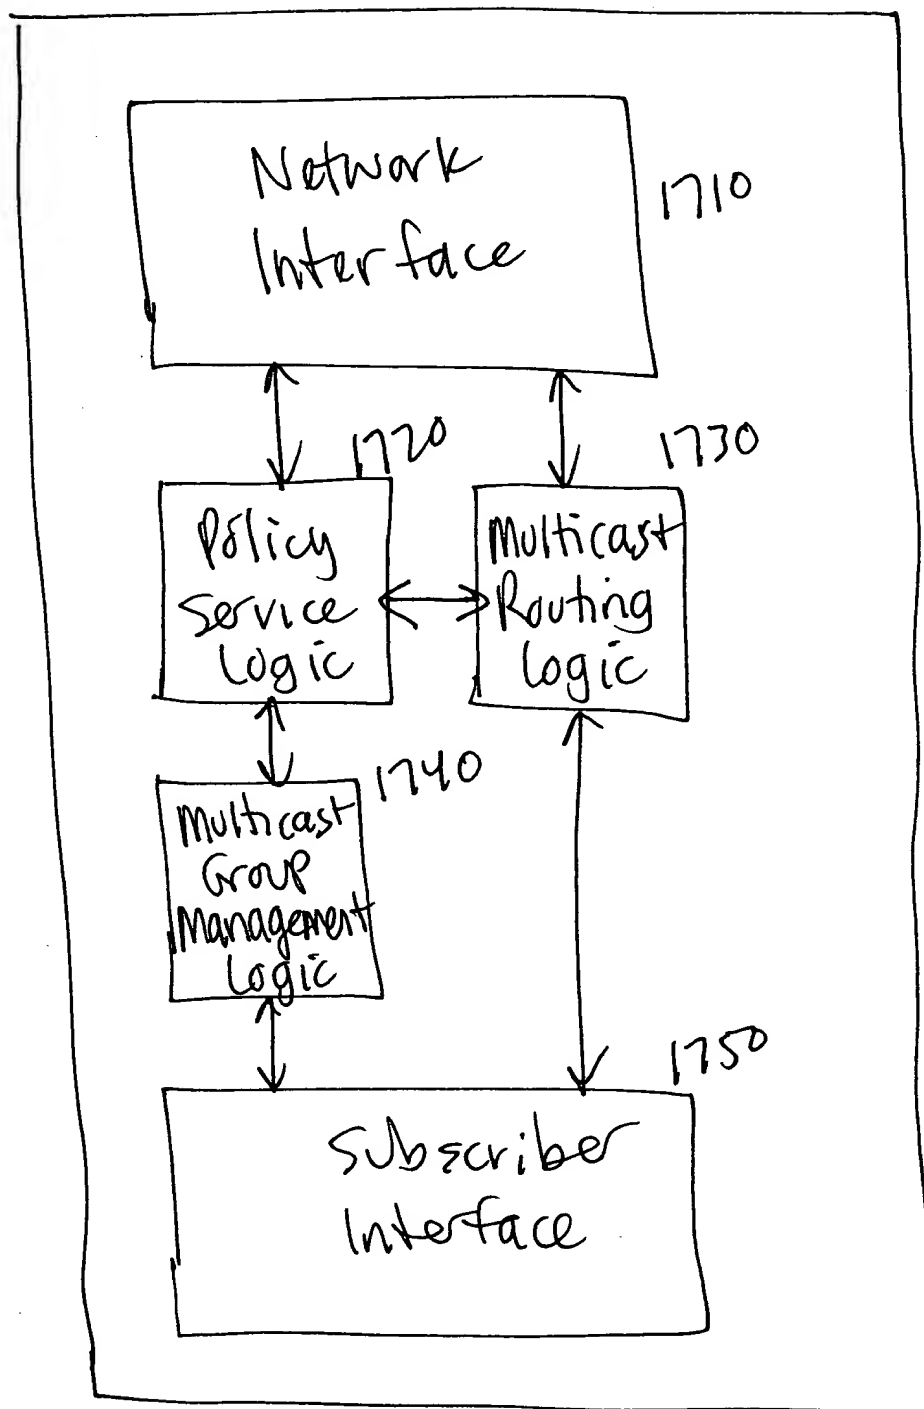 Network
Interface
1710
1720
1730
Policy
Service
Logic
Multicast
Routing
Logic
1740
Multicast
Group
Management
Logic
1750
Subscriber
Interface